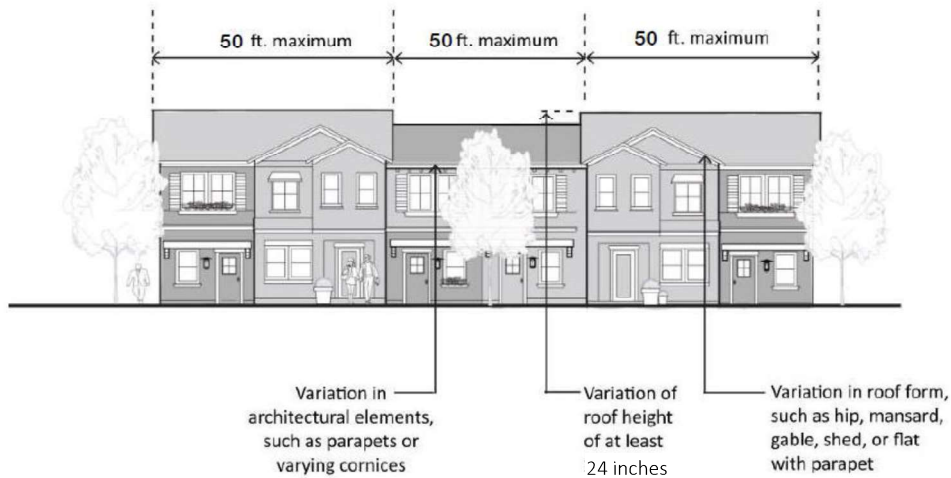 50 ft. maximum
50 ft. maximum
50 ft. maximum
Variation in
architectural elements,
such as parapets or
varying cornices
Variation of
roof height
of at least
24 inches
Variation in roof form,
such as hip, mansard,
gable, shed, or flat
with parapet